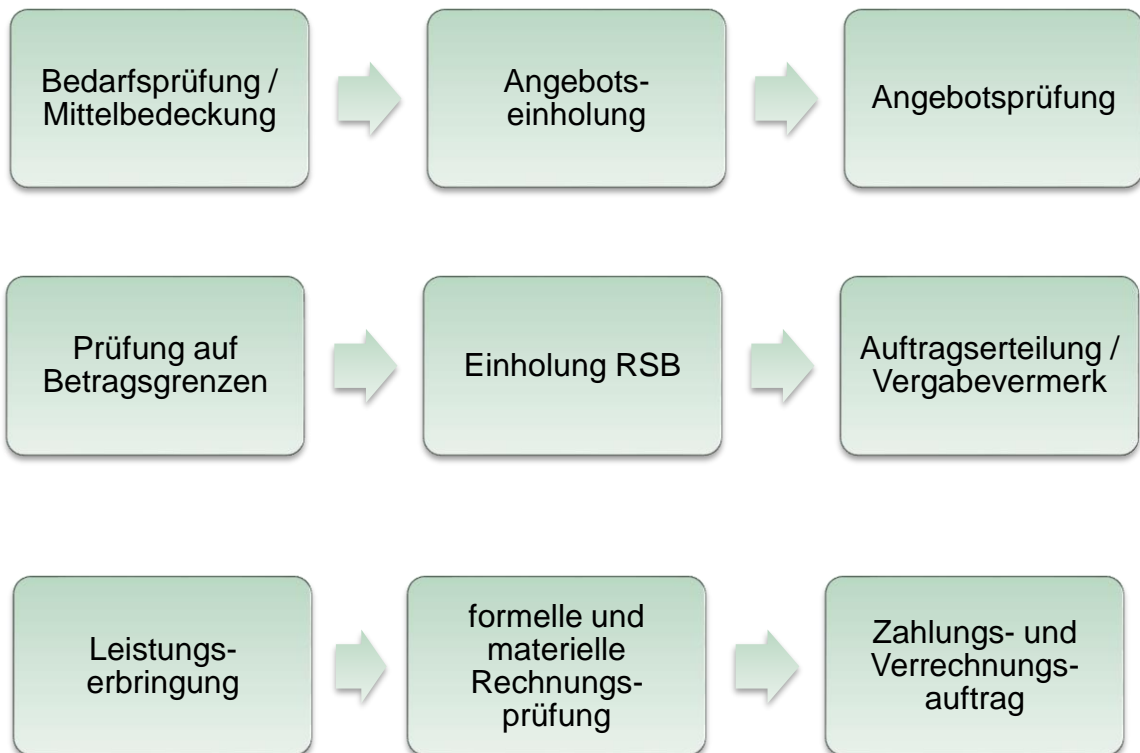 Bedarfsprüfung /
Mittelbedeckung
Angebots-
einholung
Angebotsprüfung
Prüfung auf
Betragsgrenzen
Einholung RSB
Auftragserteilung /
Vergabevermerk
Leistungs-
erbringung
formelle und
materielle
Rechnungs-
prüfung
Zahlungs- und
Verrechnungs-
auftrag